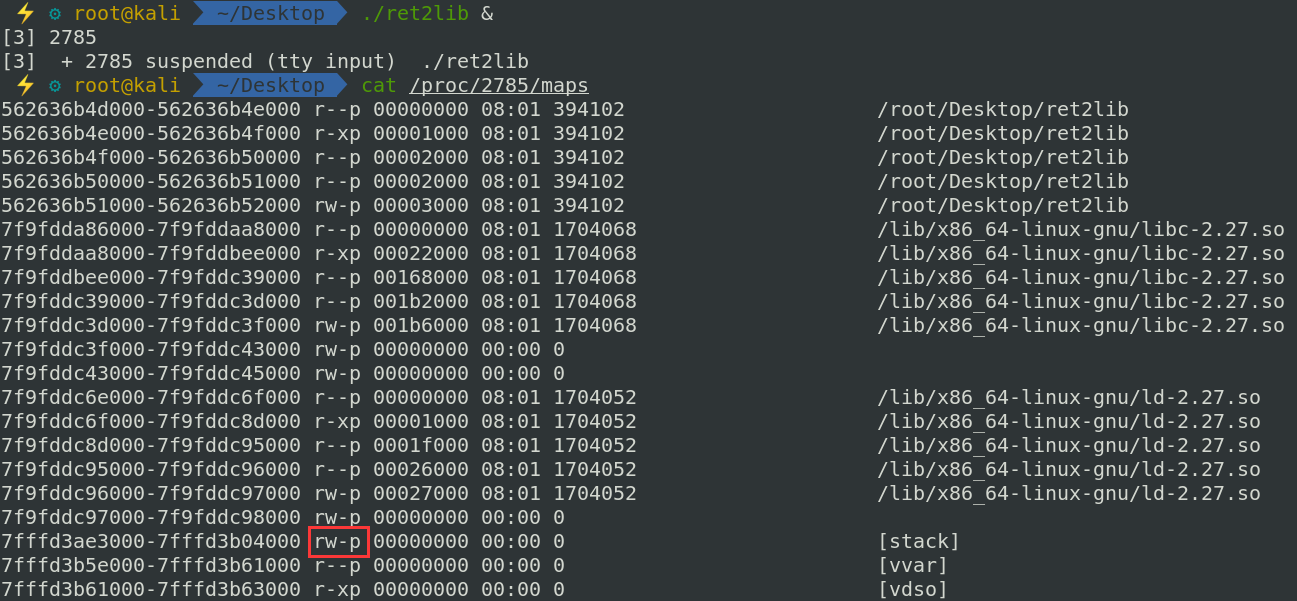 ⚡ ⚙ root@kali ~/Desktop ./ret2lib &
[3] 2785
[3]  + 2785 suspended (tty input)  ./ret2lib
⚡ ⚙ root@kali ~/Desktop cat /proc/2785/maps
562636b4d000-562636b4e000 r--p 00000000 08:01 394102 /root/Desktop/ret2lib
562636b4e000-562636b4f000 r-xp 00001000 08:01 394102 /root/Desktop/ret2lib
562636b4f000-562636b50000 r--p 00002000 08:01 394102 /root/Desktop/ret2lib
562636b50000-562636b51000 r--p 00002000 08:01 394102 /root/Desktop/ret2lib
562636b51000-562636b52000 rw-p 00003000 08:01 394102 /root/Desktop/ret2lib
7f9fdda86000-7f9fddaa8000 r--p 00000000 08:01 1704068 /lib/x86_64-linux-gnu/libc-2.27.so
7f9fddaa8000-7f9fddbee000 r-xp 00022000 08:01 1704068 /lib/x86_64-linux-gnu/libc-2.27.so
7f9fddbee000-7f9fddc39000 r--p 00168000 08:01 1704068 /lib/x86_64-linux-gnu/libc-2.27.so
7f9fddc39000-7f9fddc3d000 r--p 001b2000 08:01 1704068 /lib/x86_64-linux-gnu/libc-2.27.so
7f9fddc3d000-7f9fddc3f000 rw-p 001b6000 08:01 1704068 /lib/x86_64-linux-gnu/libc-2.27.so
7f9fddc3f000-7f9fddc43000 rw-p 00000000 00:00 0
7f9fddc43000-7f9fddc45000 rw-p 00000000 00:00 0
7f9fddc6e000-7f9fddc6f000 r--p 00000000 08:01 1704052 /lib/x86_64-linux-gnu/ld-2.27.so
7f9fddc6f000-7f9fddc8d000 r-xp 00001000 08:01 1704052 /lib/x86_64-linux-gnu/ld-2.27.so
7f9fddc8d000-7f9fddc95000 r--p 0001f000 08:01 1704052 /lib/x86_64-linux-gnu/ld-2.27.so
7f9fddc95000-7f9fddc96000 r--p 00026000 08:01 1704052 /lib/x86_64-linux-gnu/ld-2.27.so
7f9fddc96000-7f9fddc97000 rw-p 00027000 08:01 1704052 /lib/x86_64-linux-gnu/ld-2.27.so
7f9fddc97000-7f9fddc98000 rw-p 00000000 00:00 0
7fffd3ae3000-7fffd3b04000 rw-p 00000000 00:00 0 [stack]
7fffd3b5e000-7fffd3b61000 r--p 00000000 00:00 0 [vvar]
7fffd3b61000-7fffd3b63000 r-xp 00000000 00:00 0 [vdso]